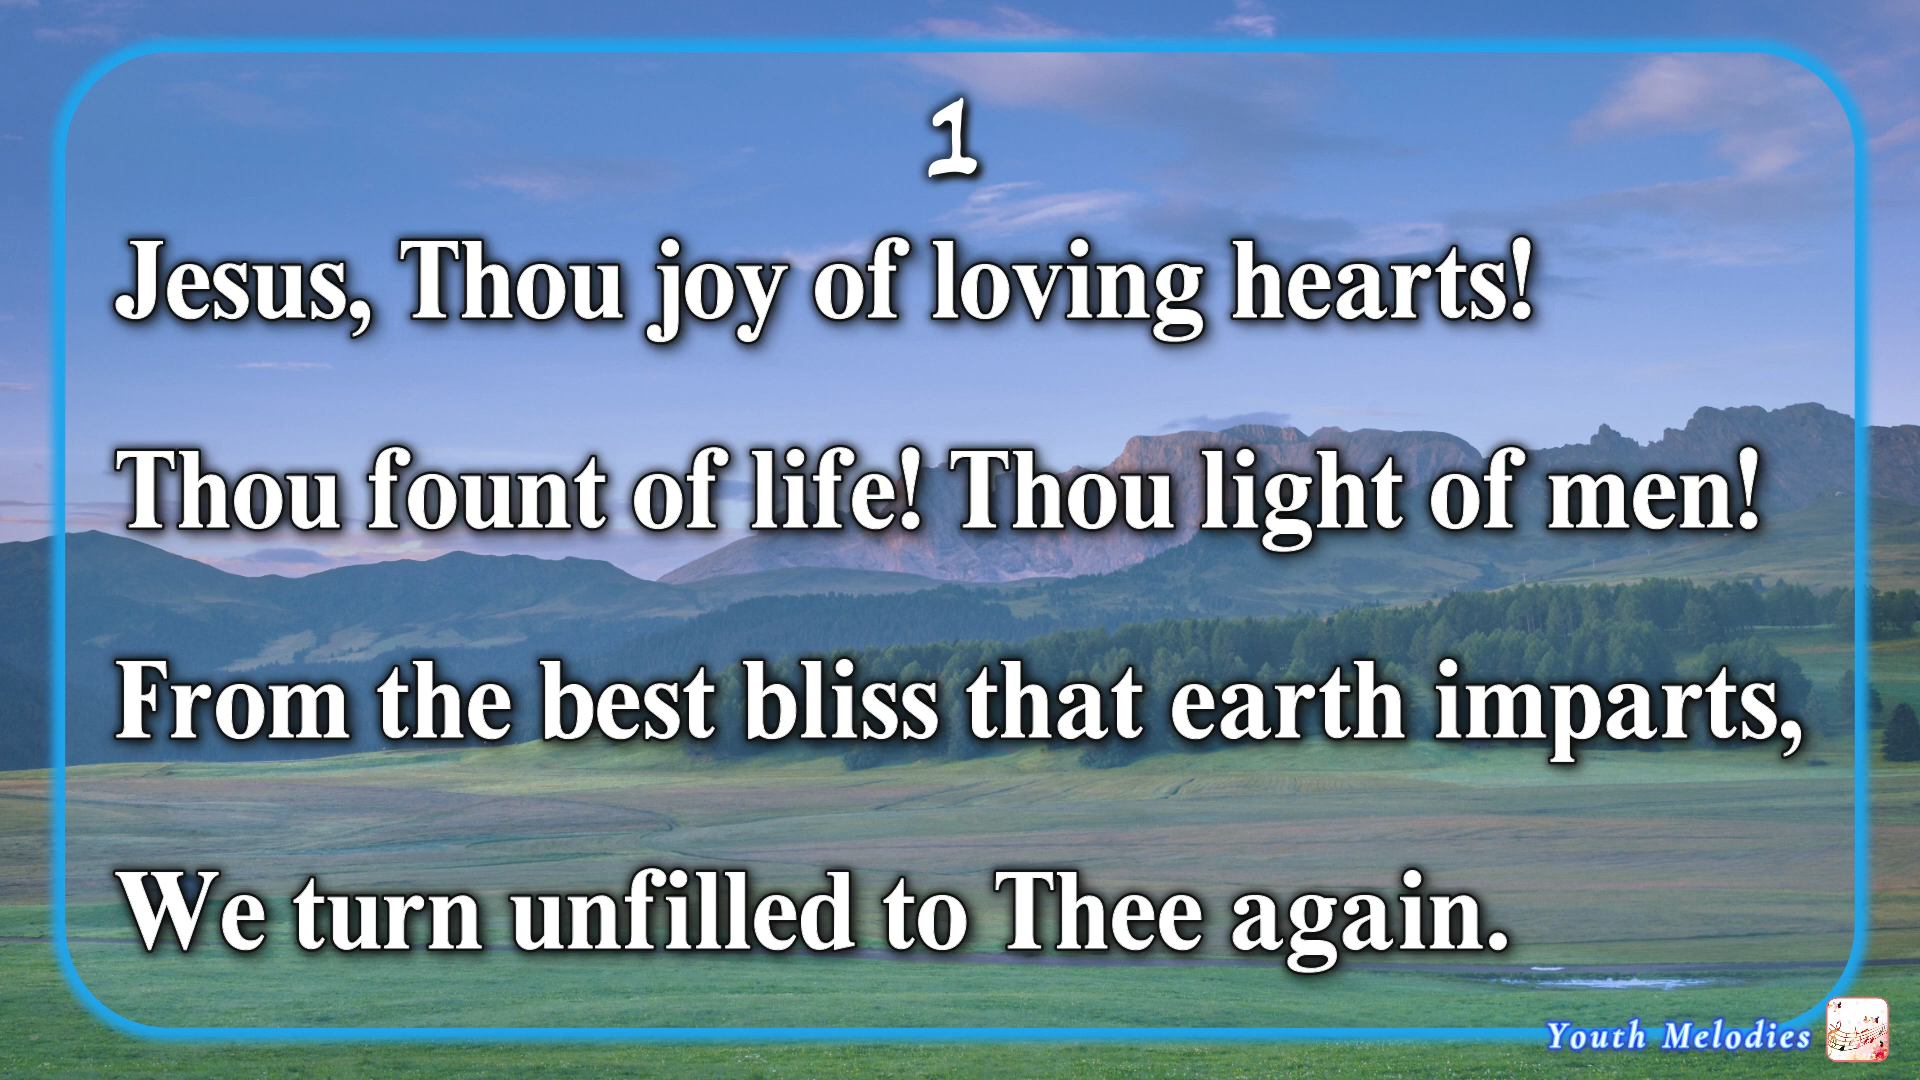 1
Jesus, Thou joy of loving hearts!
Thou fount of life! Thou light of men!
From the best bliss that earth imparts,
We turn unfilled to Thee again.
Youth Melodies